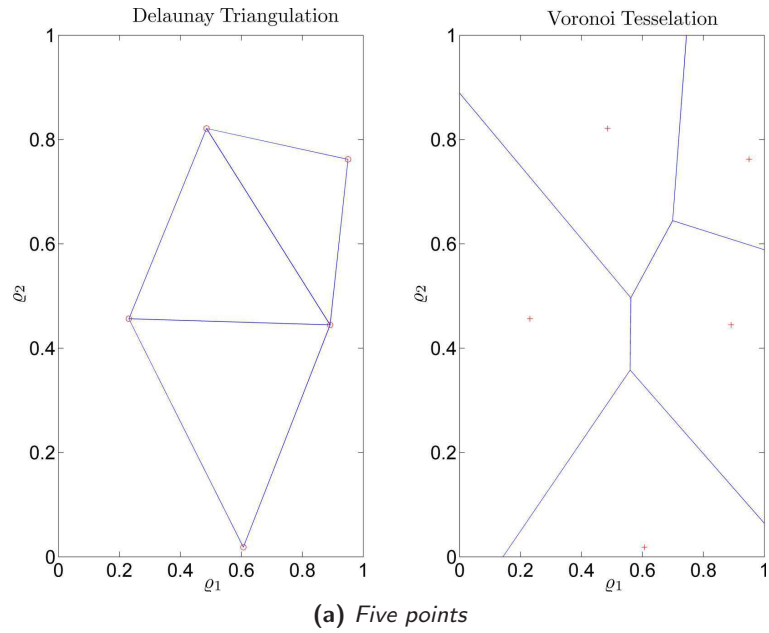 Delaunay Triangulation
1
0.8
0.6
0.4
0.2
0
ϱ2
0 0.2 0.4 0.6 0.8 1
ϱ1
Voronoi Tesselation
1
0.8
0.6
0.4
0.2
0
ϱ2
0 0.2 0.4 0.6 0.8 1
ϱ1
(a) Five points